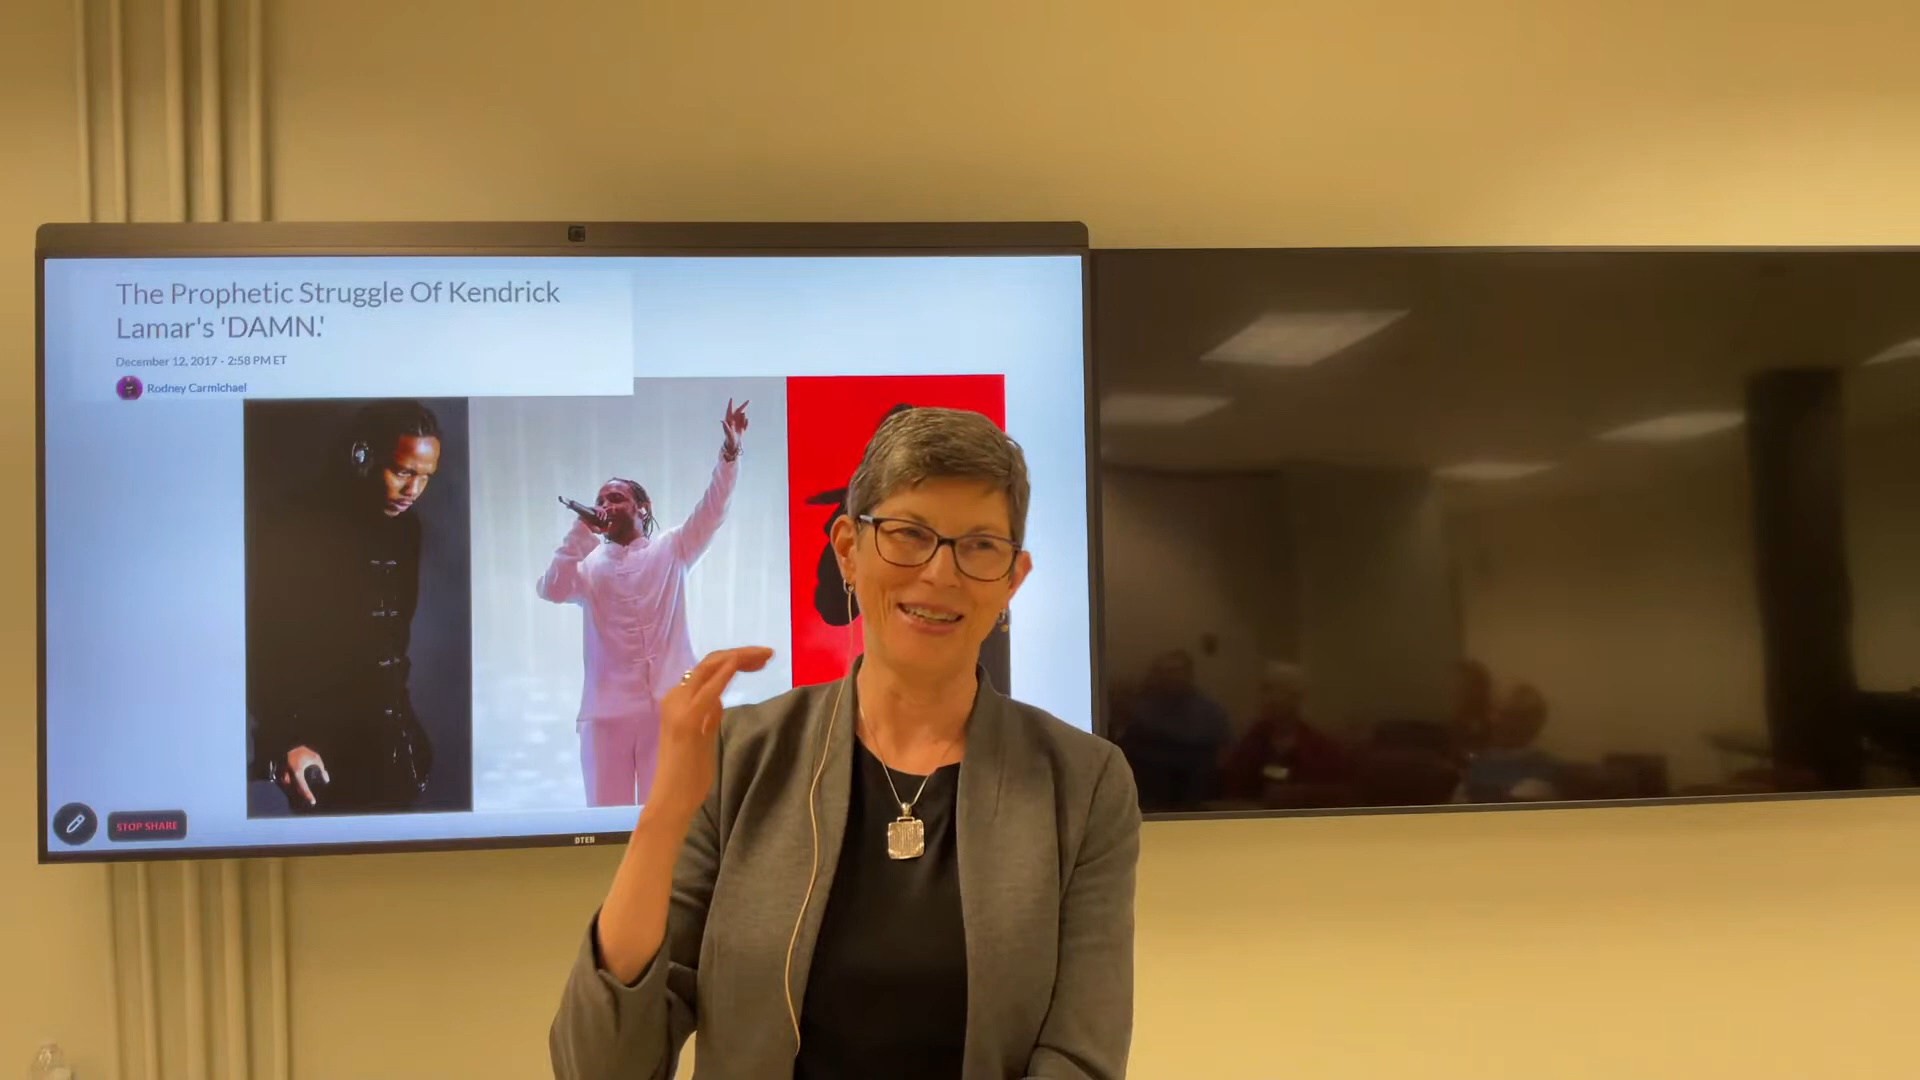 The Prophetic Struggle Of Kendrick
Lamar's 'DAMN.'
December 12, 2017 · 2:58 PM ET
Rodney Carmichael
STOP SHARE
DTEN